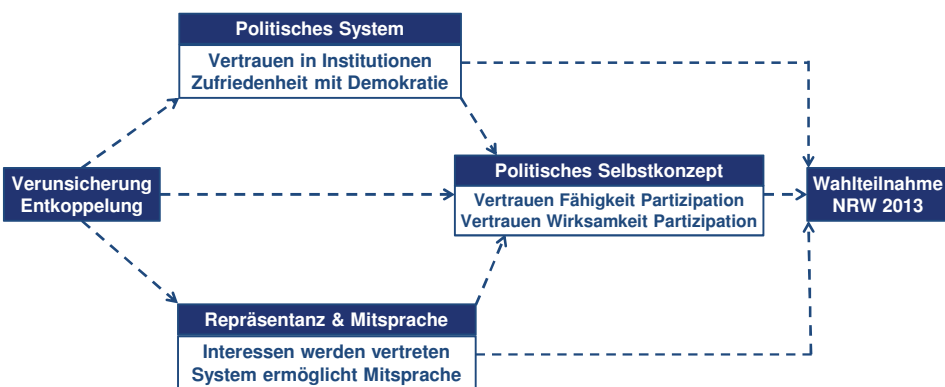 Politisches System
Vertrauen in Institutionen
Zufriedenheit mit Demokratie
Verunsicherung
Entkoppelung
Politisches Selbstkonzept
Vertrauen Fähigkeit Partizipation
Vertrauen Wirksamkeit Partizipation
Wahlteilnahme
NRW 2013
Repräsentanz & Mitsprache
Interessen werden vertreten
System ermöglicht Mitsprache